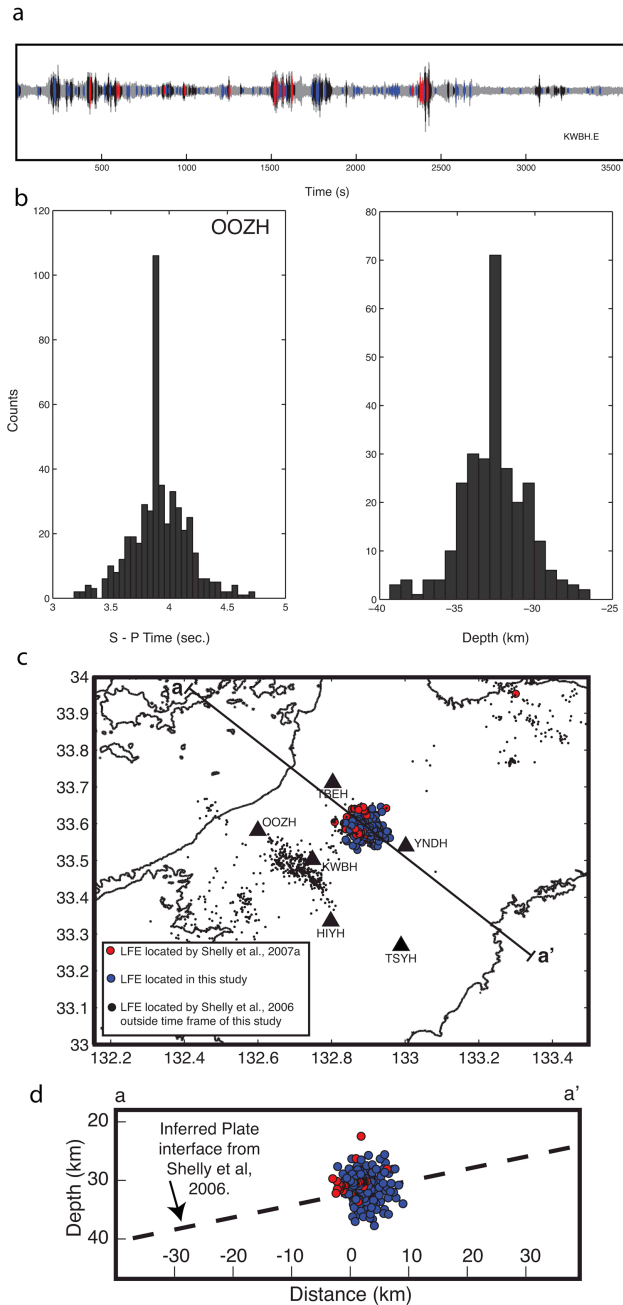 a
KWBH.E
500 1000 1500 2000 2500 3000 3500
Time (s)
b
OOZH
120
100
80
60
40
20
0
Counts
3 3.5 4 4.5 5
S - P Time (sec.)
80
70
60
50
40
30
20
10
0
−40 −35 −30 −25
Depth (km)
c
34
33.9
33.8
33.7
33.6
33.5
33.4
33.3
33.2
33.1
33
a
TBEH
OOZH
YNDH
KWBH
HIYH
TSYH
a’
LFE located by Shelly et al., 2007a
LFE located in this study
LFE located by Shelly et al., 2006
outside time frame of this study
132.2 132.4 132.6 132.8 133 133.2 133.4
d
a a’
20
30
40
Depth (km)
Inferred Plate
interface from
Shelly et al,
2006.
-30 -20 -10 0 10 20 30
Distance (km)